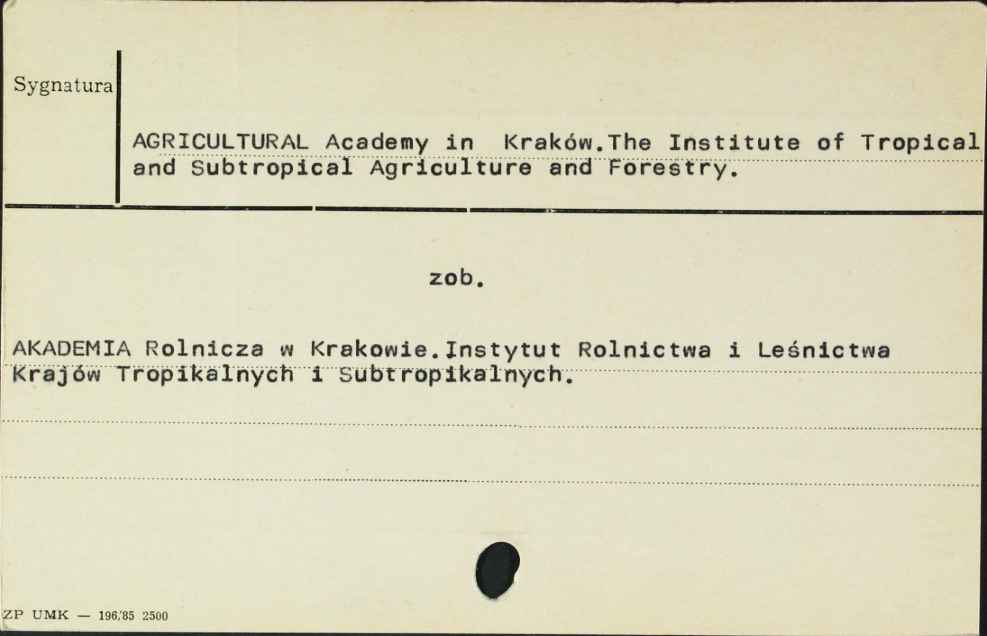 Sygnatura
AGRICULTURAL Academy in Kraków.The Institute of Tropical
and Subtropical Agriculture and Forestry.
zob.
AKADEMIA Rolnicza w Krakowie.Instytut Rolnictwa i Leśnictwa
Krajów Tropikalnych i Subtropikalnych.
ZP UMK — 196/85 2500